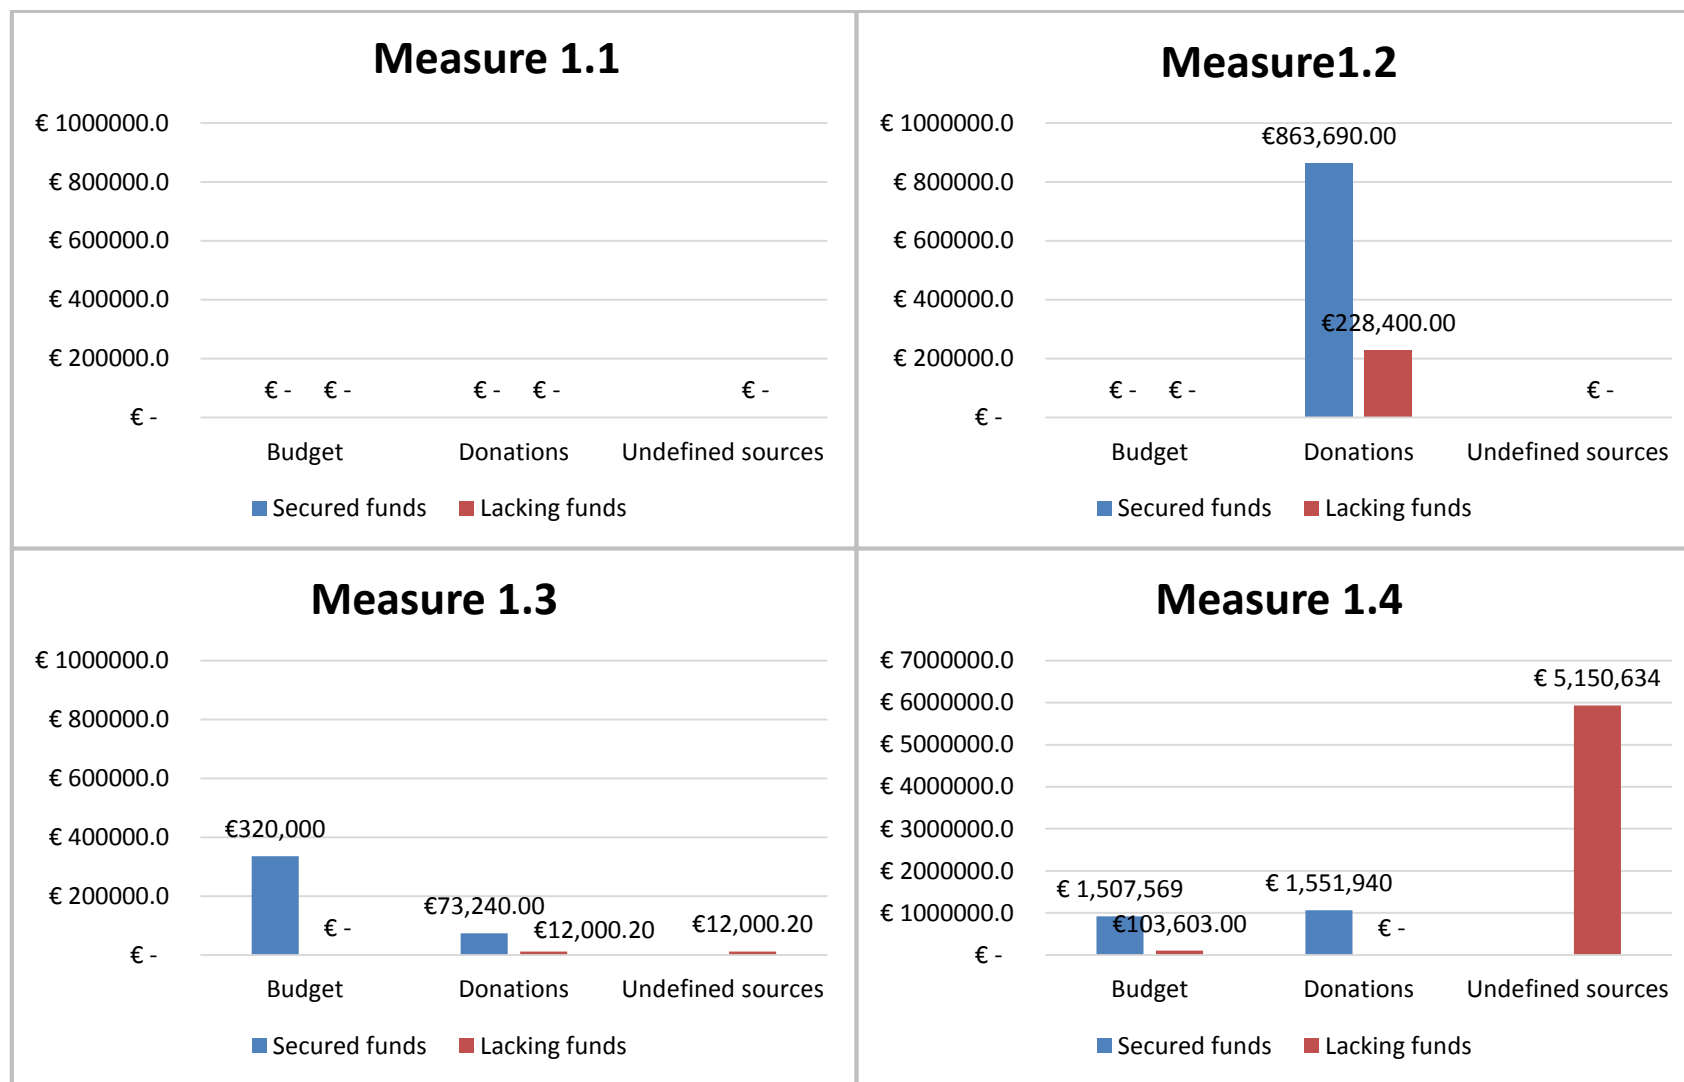 Measure 1.1
€ 1000000.0
€ 800000.0
€ 600000.0
€ 400000.0
€ 200000.0
€ -
€ - € - € - € - € -
Budget Donations Undefined sources
Secured funds Lacking funds
Measure1.2
€ 1000000.0
€ 800000.0
€ 600000.0
€ 400000.0
€ 200000.0
€ -
€863,690.00
€228,400.00
€ - € - € -
Budget Donations Undefined sources
Secured funds Lacking funds
Measure 1.3
€ 1000000.0
€ 800000.0
€ 600000.0
€ 400000.0
€ 200000.0
€ -
€320,000
€ -
€73,240.00
€12,000.20
€12,000.20
Budget Donations Undefined sources
Secured funds Lacking funds
Measure 1.4
€ 7000000.0
€ 6000000.0
€ 5000000.0
€ 4000000.0
€ 3000000.0
€ 2000000.0
€ 1000000.0
€ -
€ 1,507,569
€103,603.00
€ 1,551,940
€ -
€ 5,150,634
Budget Donations Undefined sources
Secured funds Lacking funds